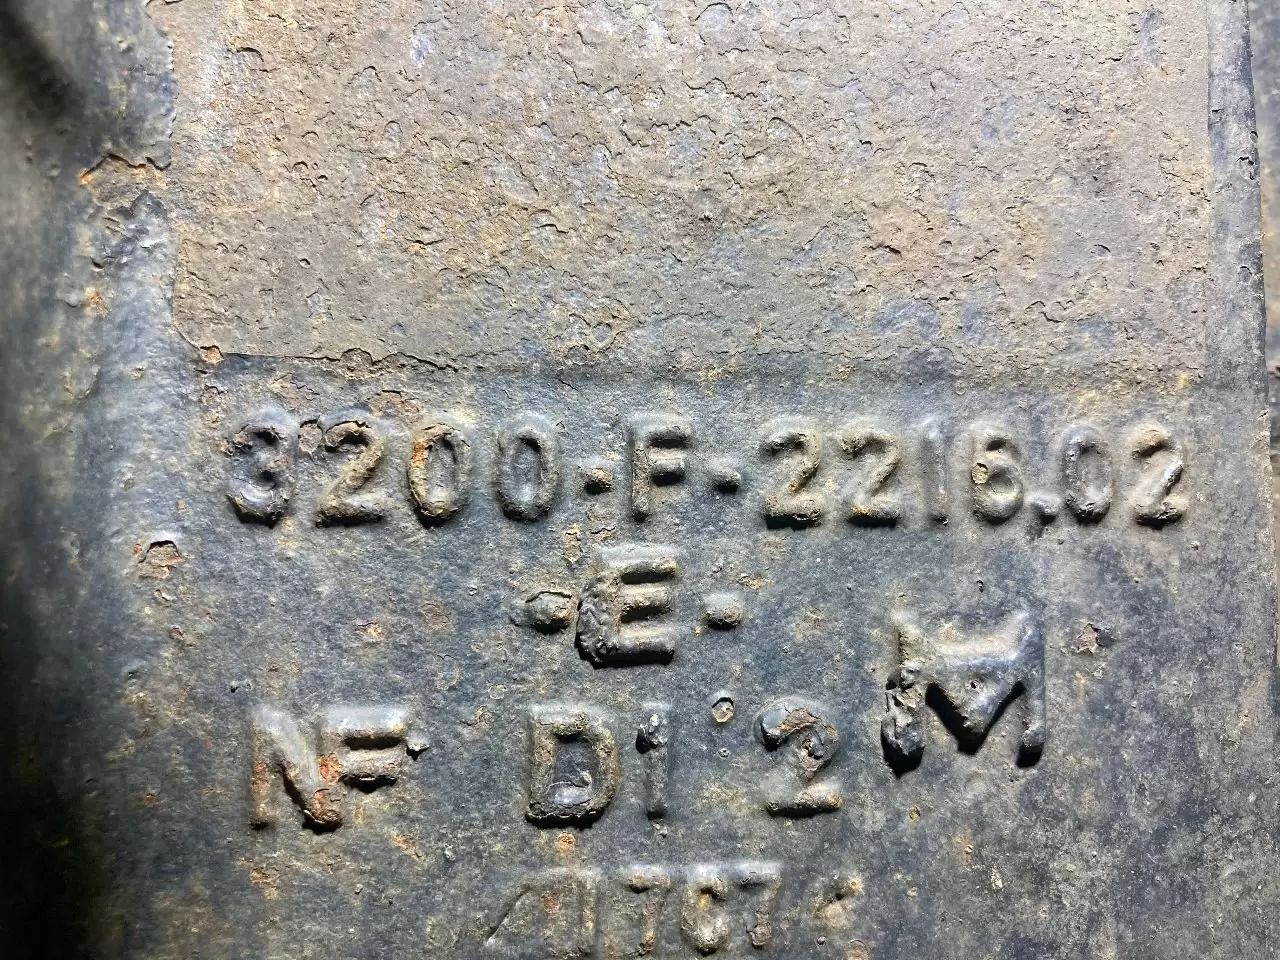 3200-F-2216.02
-E-
M
NF DI 2